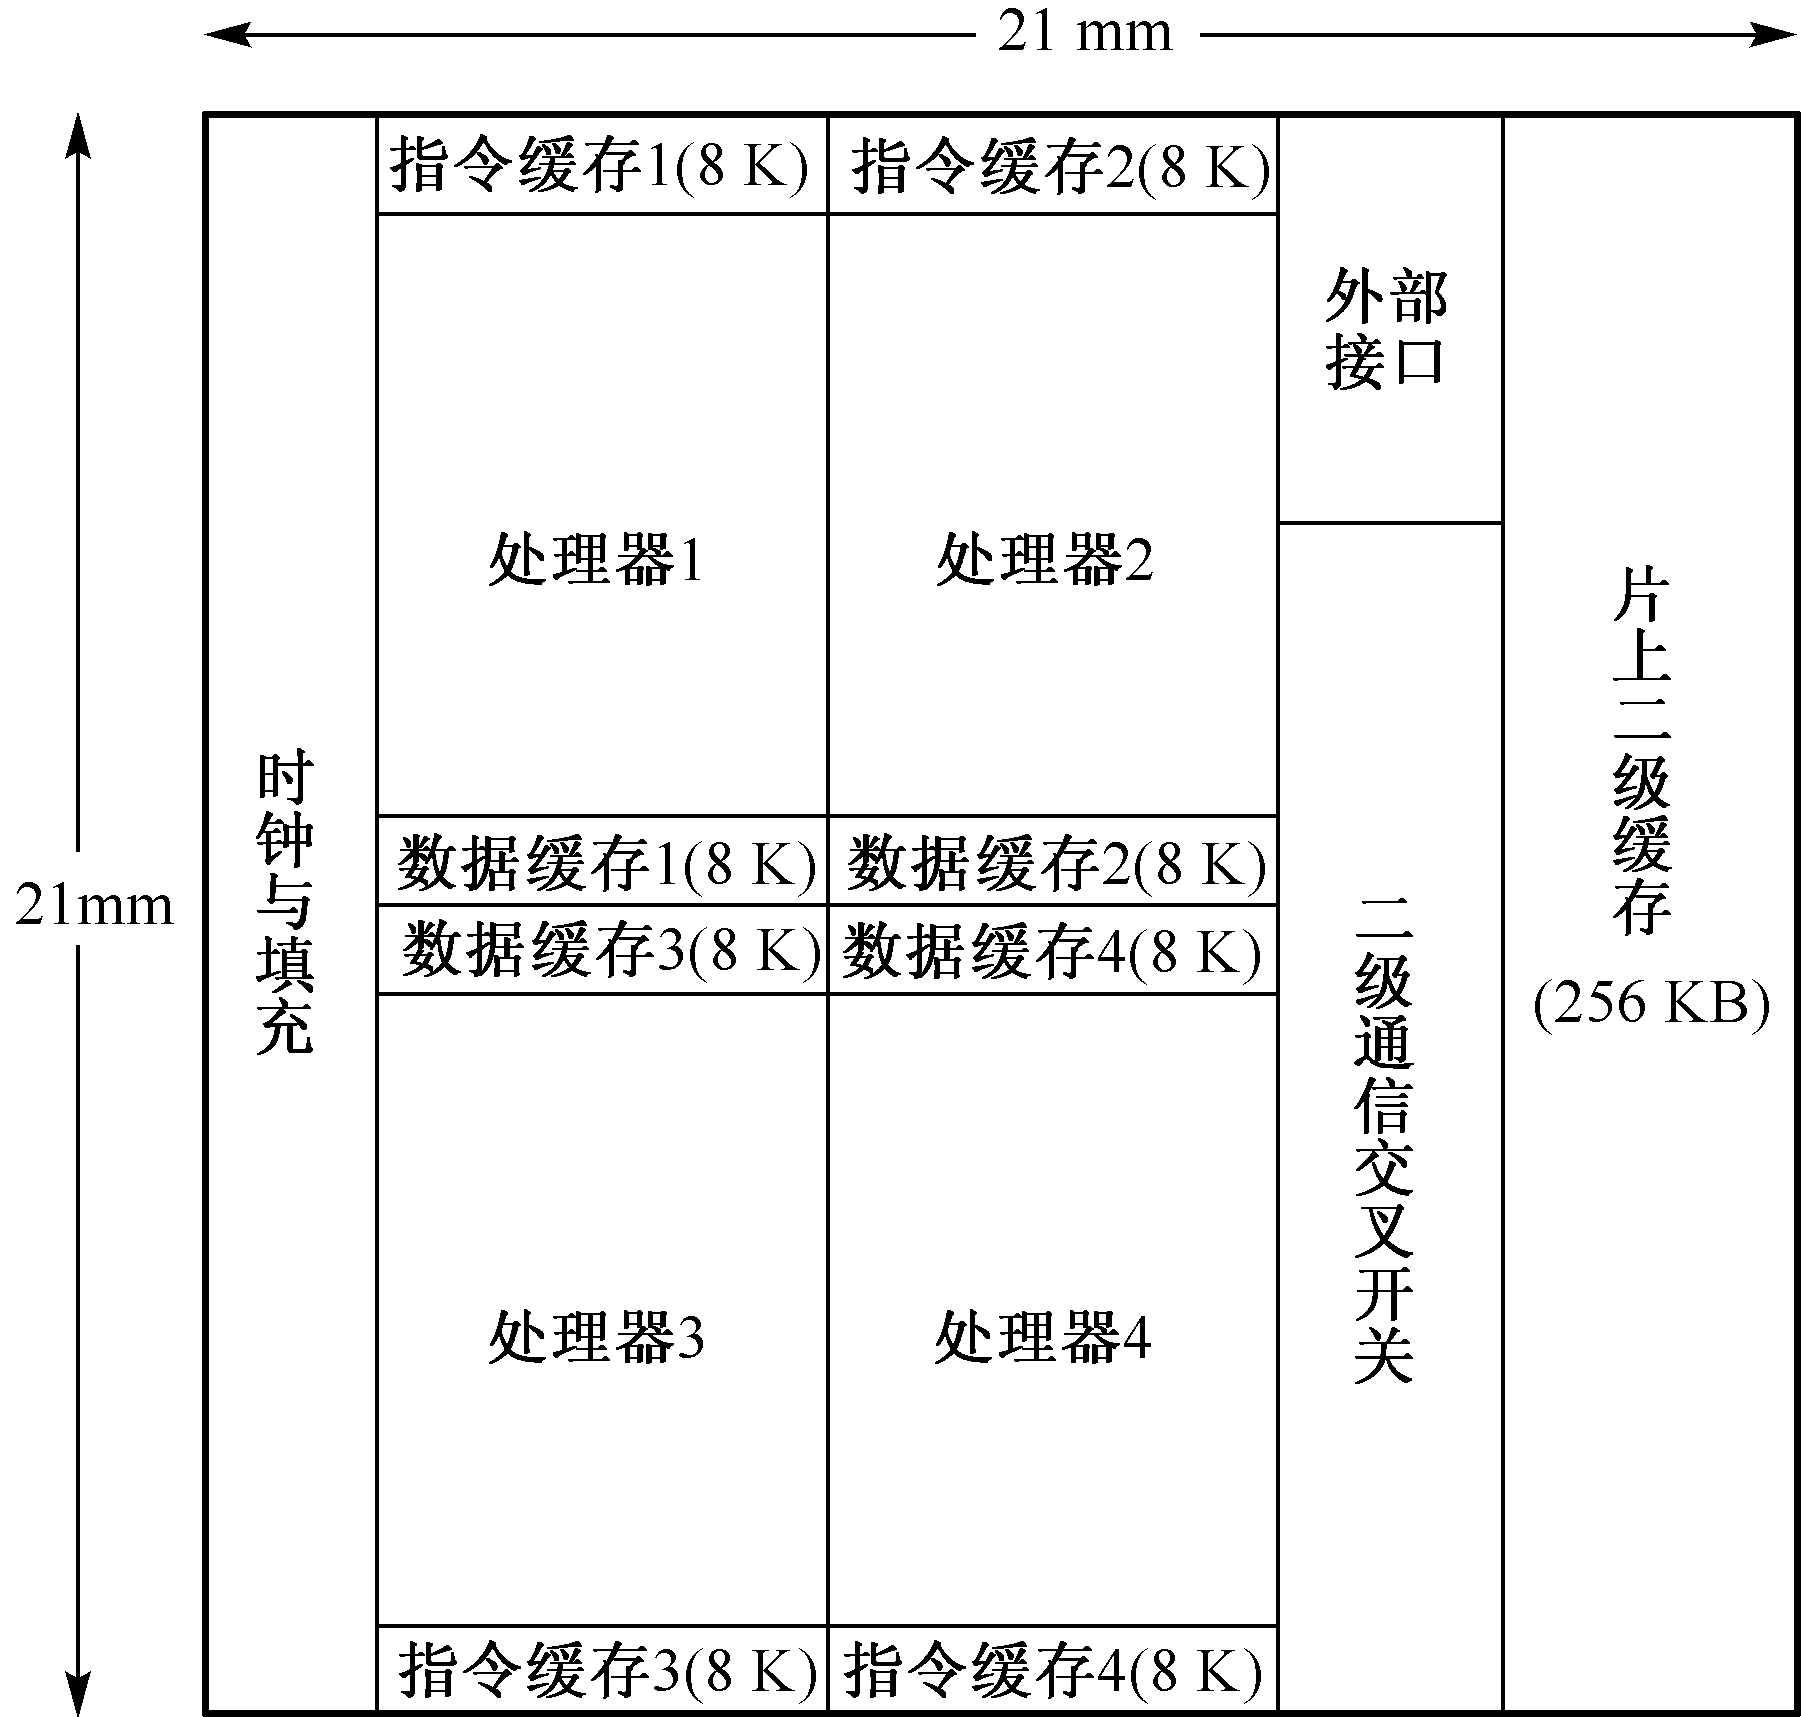 21 mm
21mm
时钟与填充
指令缓存1(8 K)
指令缓存2(8 K)
处理器1
处理器2
数据缓存1(8 K)
数据缓存2(8 K)
数据缓存3(8 K)
数据缓存4(8 K)
处理器3
处理器4
指令缓存3(8 K)
指令缓存4(8 K)
外部
接口
二级通信交叉开关
片上二级缓存
(256 KB)